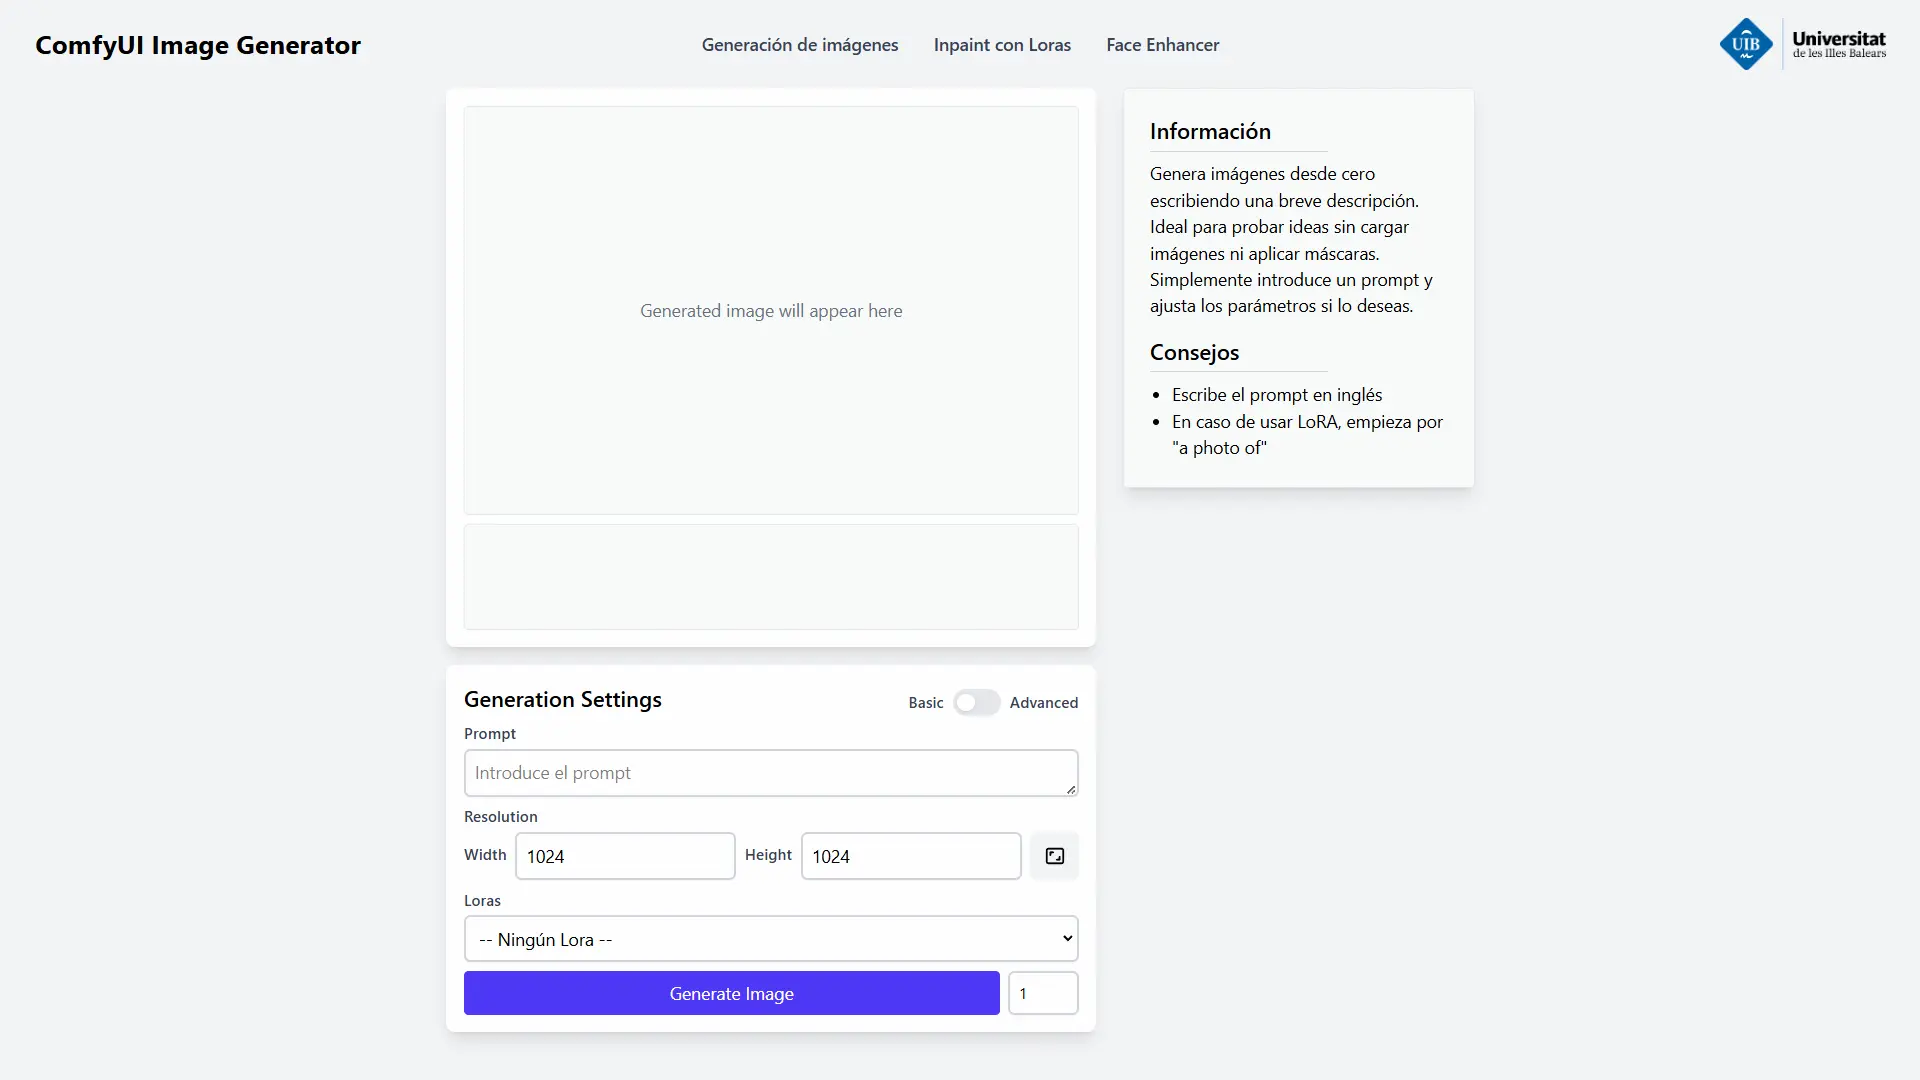 ComfyUI Image Generator
Generación de imágenes
Inpaint con Loras
Face Enhancer
UIB
Universitat
de les Illes Balears
Generated image will appear here
Información
Genera imágenes desde cero
escribiendo una breve descripción.
Ideal para probar ideas sin cargar
imágenes ni aplicar máscaras.
Simplemente introduce un prompt y
ajusta los parámetros si lo deseas.
Consejos
• Escribe el prompt en inglés
• En caso de usar LoRA, empieza por
"a photo of"
Generation Settings
Basic
Advanced
Prompt
Introduce el prompt
Resolution
Width
1024
Height
1024
Loras
-- Ningún Lora --
Generate Image
1